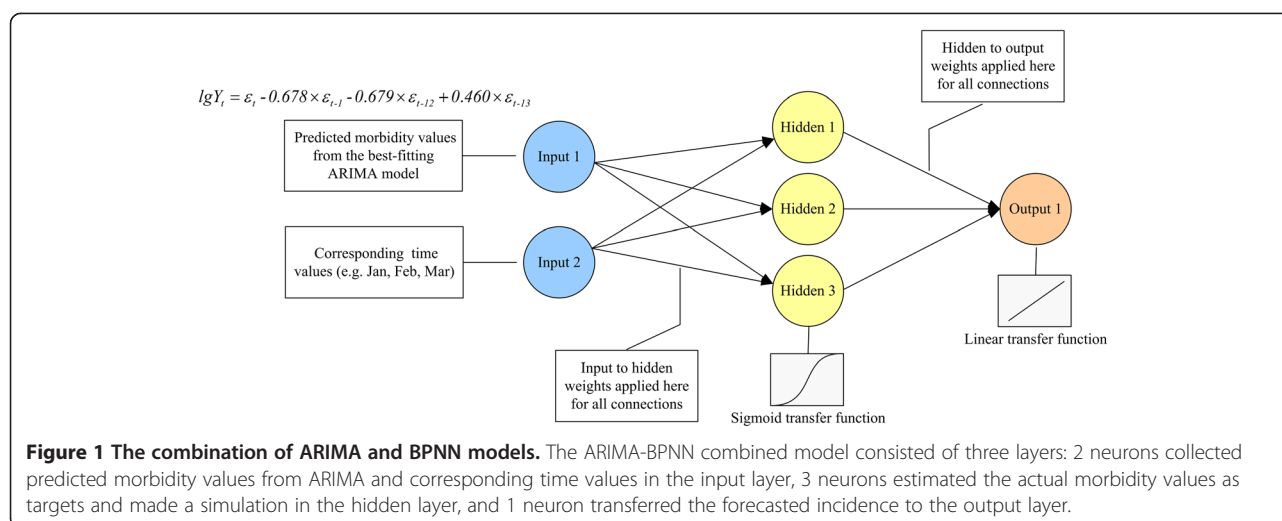 lgY_t = ε_t - 0.678 × ε_{t-1} - 0.679 × ε_{t-12} + 0.460 × ε_{t-13}
Predicted morbidity values
from the best-fitting
ARIMA model
Corresponding time
values (e.g. Jan, Feb, Mar)
Input 1
Input 2
Input to hidden
weights applied here
for all connections
Hidden 1
Hidden 2
Hidden 3
Sigmoid transfer function
Hidden to output
weights applied here
for all connections
Output 1
Linear transfer function
Figure 1 The combination of ARIMA and BPNN models. The ARIMA-BPNN combined model consisted of three layers: 2 neurons collected
predicted morbidity values from ARIMA and corresponding time values in the input layer, 3 neurons estimated the actual morbidity values as
targets and made a simulation in the hidden layer, and 1 neuron transferred the forecasted incidence to the output layer.